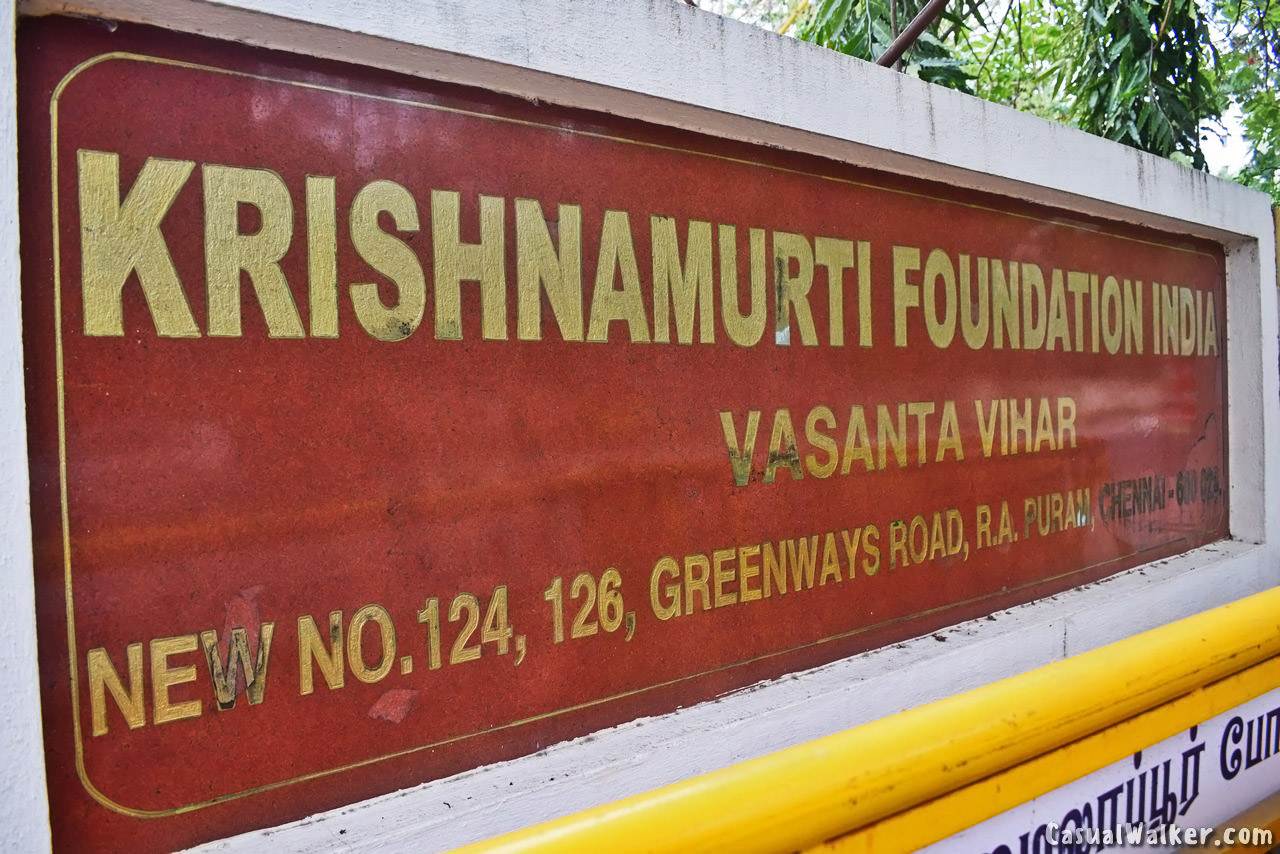 KRISHNAMURTI FOUNDATION INDIA
VASANTA VIHAR
NEW NO.124, 126, GREENWAYS ROAD, R.A. PURAM, CHENNAI - 600 028.
CasualWalker.com